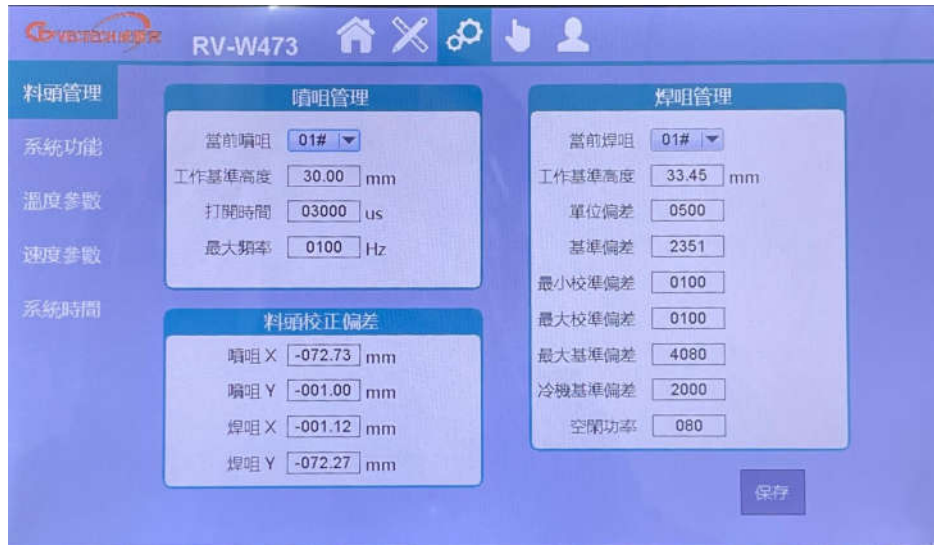 RV-W473
料頭管理
系統功能
溫度參數
速度參數
系統時間
噴咀管理
當前噴咀 01#
工作基準高度 30.00 mm
打開時間 03000 us
最大頻率 0100 Hz
料頭校正偏差
噴咀 X -072.73 mm
噴咀 Y -001.00 mm
焊咀 X -001.12 mm
焊咀 Y -072.27 mm
焊咀管理
當前焊咀 01#
工作基準高度 33.45 mm
單位偏差 0500
基準偏差 2351
最小校準偏差 0100
最大校準偏差 0100
最大基準偏差 4080
冷機基準偏差 2000
空閑功率 080
保存